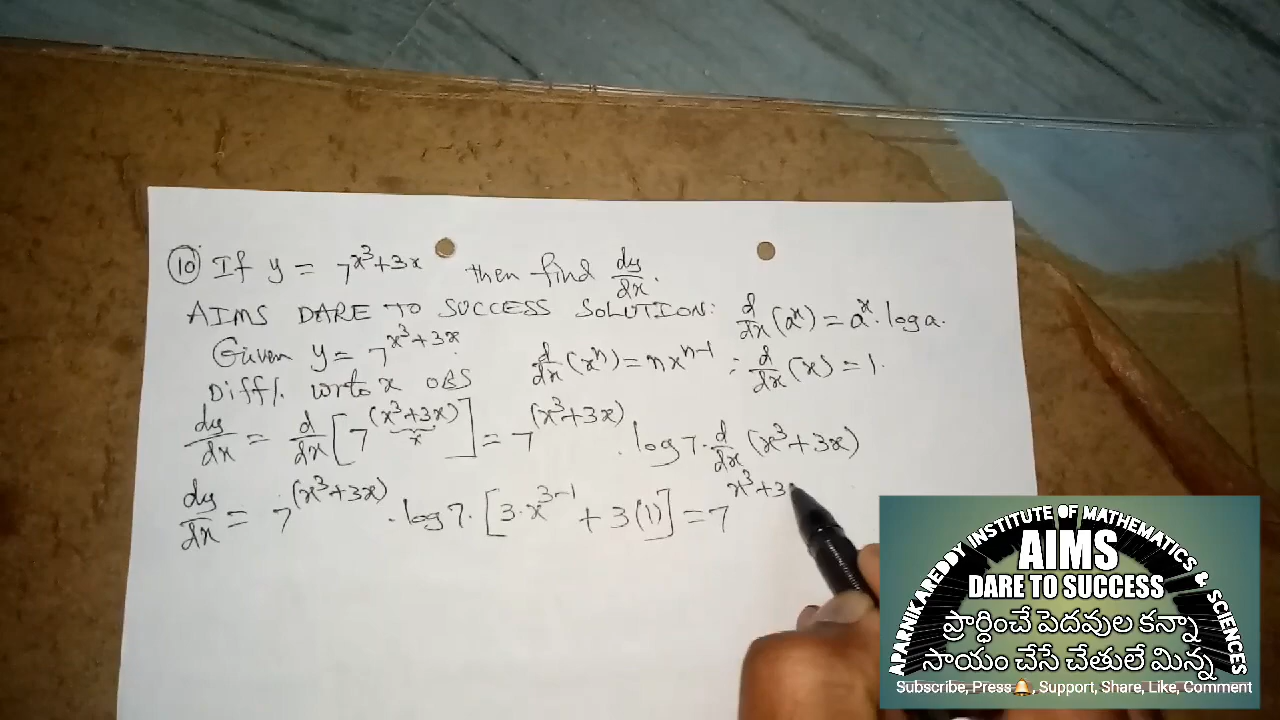 (10) If y = 7^x³+3x then find dy/dx.
AIMS DARE TO SUCCESS SOLUTION: d/dx (a^x) = a^x . log a.
Given y = 7^x³+3x. d/dx (x^n) = nx^n-1 ; d/dx (x) = 1.
Diff/. w.r.to x OBS
dy/dx = d/dx [7^(x³+3x)] = 7^(x³+3x) . log 7 . d/dx (x³+3x)
x
dy/dx = 7^(x³+3x) . log 7 . [3.x^3-1 + 3(1)] = 7^x³+3
APARNIKAREDDY INSTITUTE OF MATHEMATICS & SCIENCES
AIMS
DARE TO SUCCESS
ప్రార్ధించే పెదవుల కన్నా
సాయం చేసే చేతులే మిన్న
Subscribe, Press🔔, Support, Share, Like, Comment